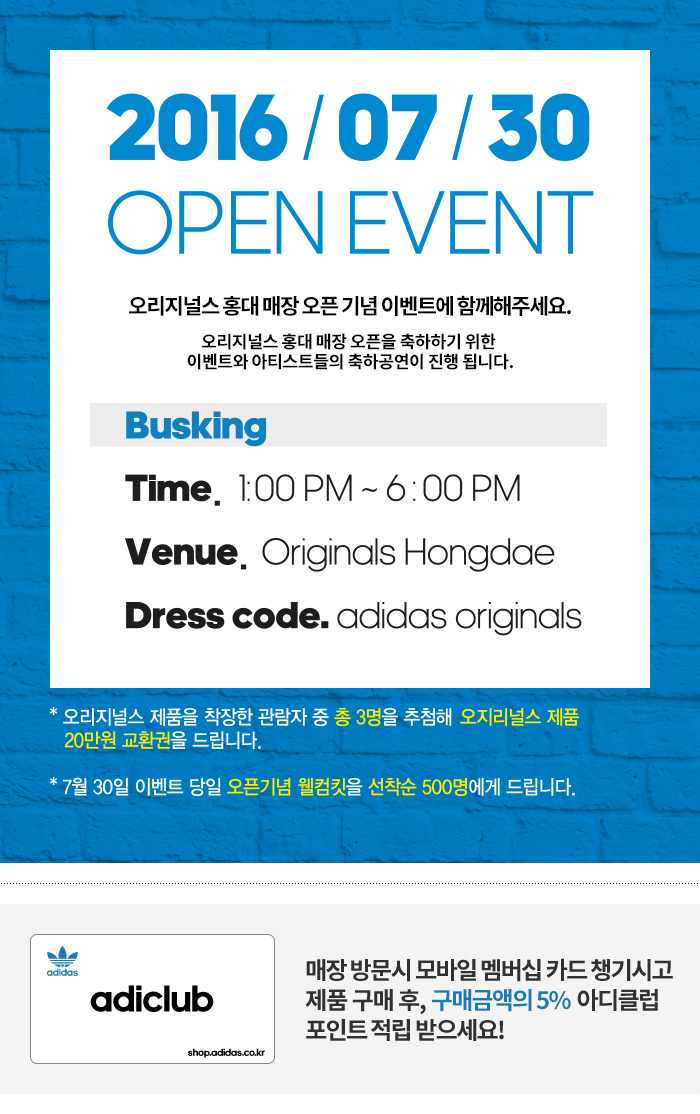 2016 / 07 / 30
OPEN EVENT
오리지널스 홍대 매장 오픈 기념 이벤트에 함께해주세요.
오리지널스 홍대 매장 오픈을 축하하기 위한
이벤트와 아티스트들의 축하공연이 진행 됩니다.
Busking
Time. 1:00 PM ~ 6:00 PM
Venue. Originals Hongdae
Dress code. adidas originals
* 오리지널스 제품을 착장한 관람자 중 총 3명을 추첨해 오지리널스 제품
20만원 교환권을 드립니다.
* 7월 30일 이벤트 당일 오픈기념 웰컴킷을 선착순 500명에게 드립니다.
adidas
adiclub
shop.adidas.co.kr
매장 방문시 모바일 멤버십 카드 챙기시고
제품 구매 후, 구매금액의 5% 아디클럽
포인트 적립 받으세요!